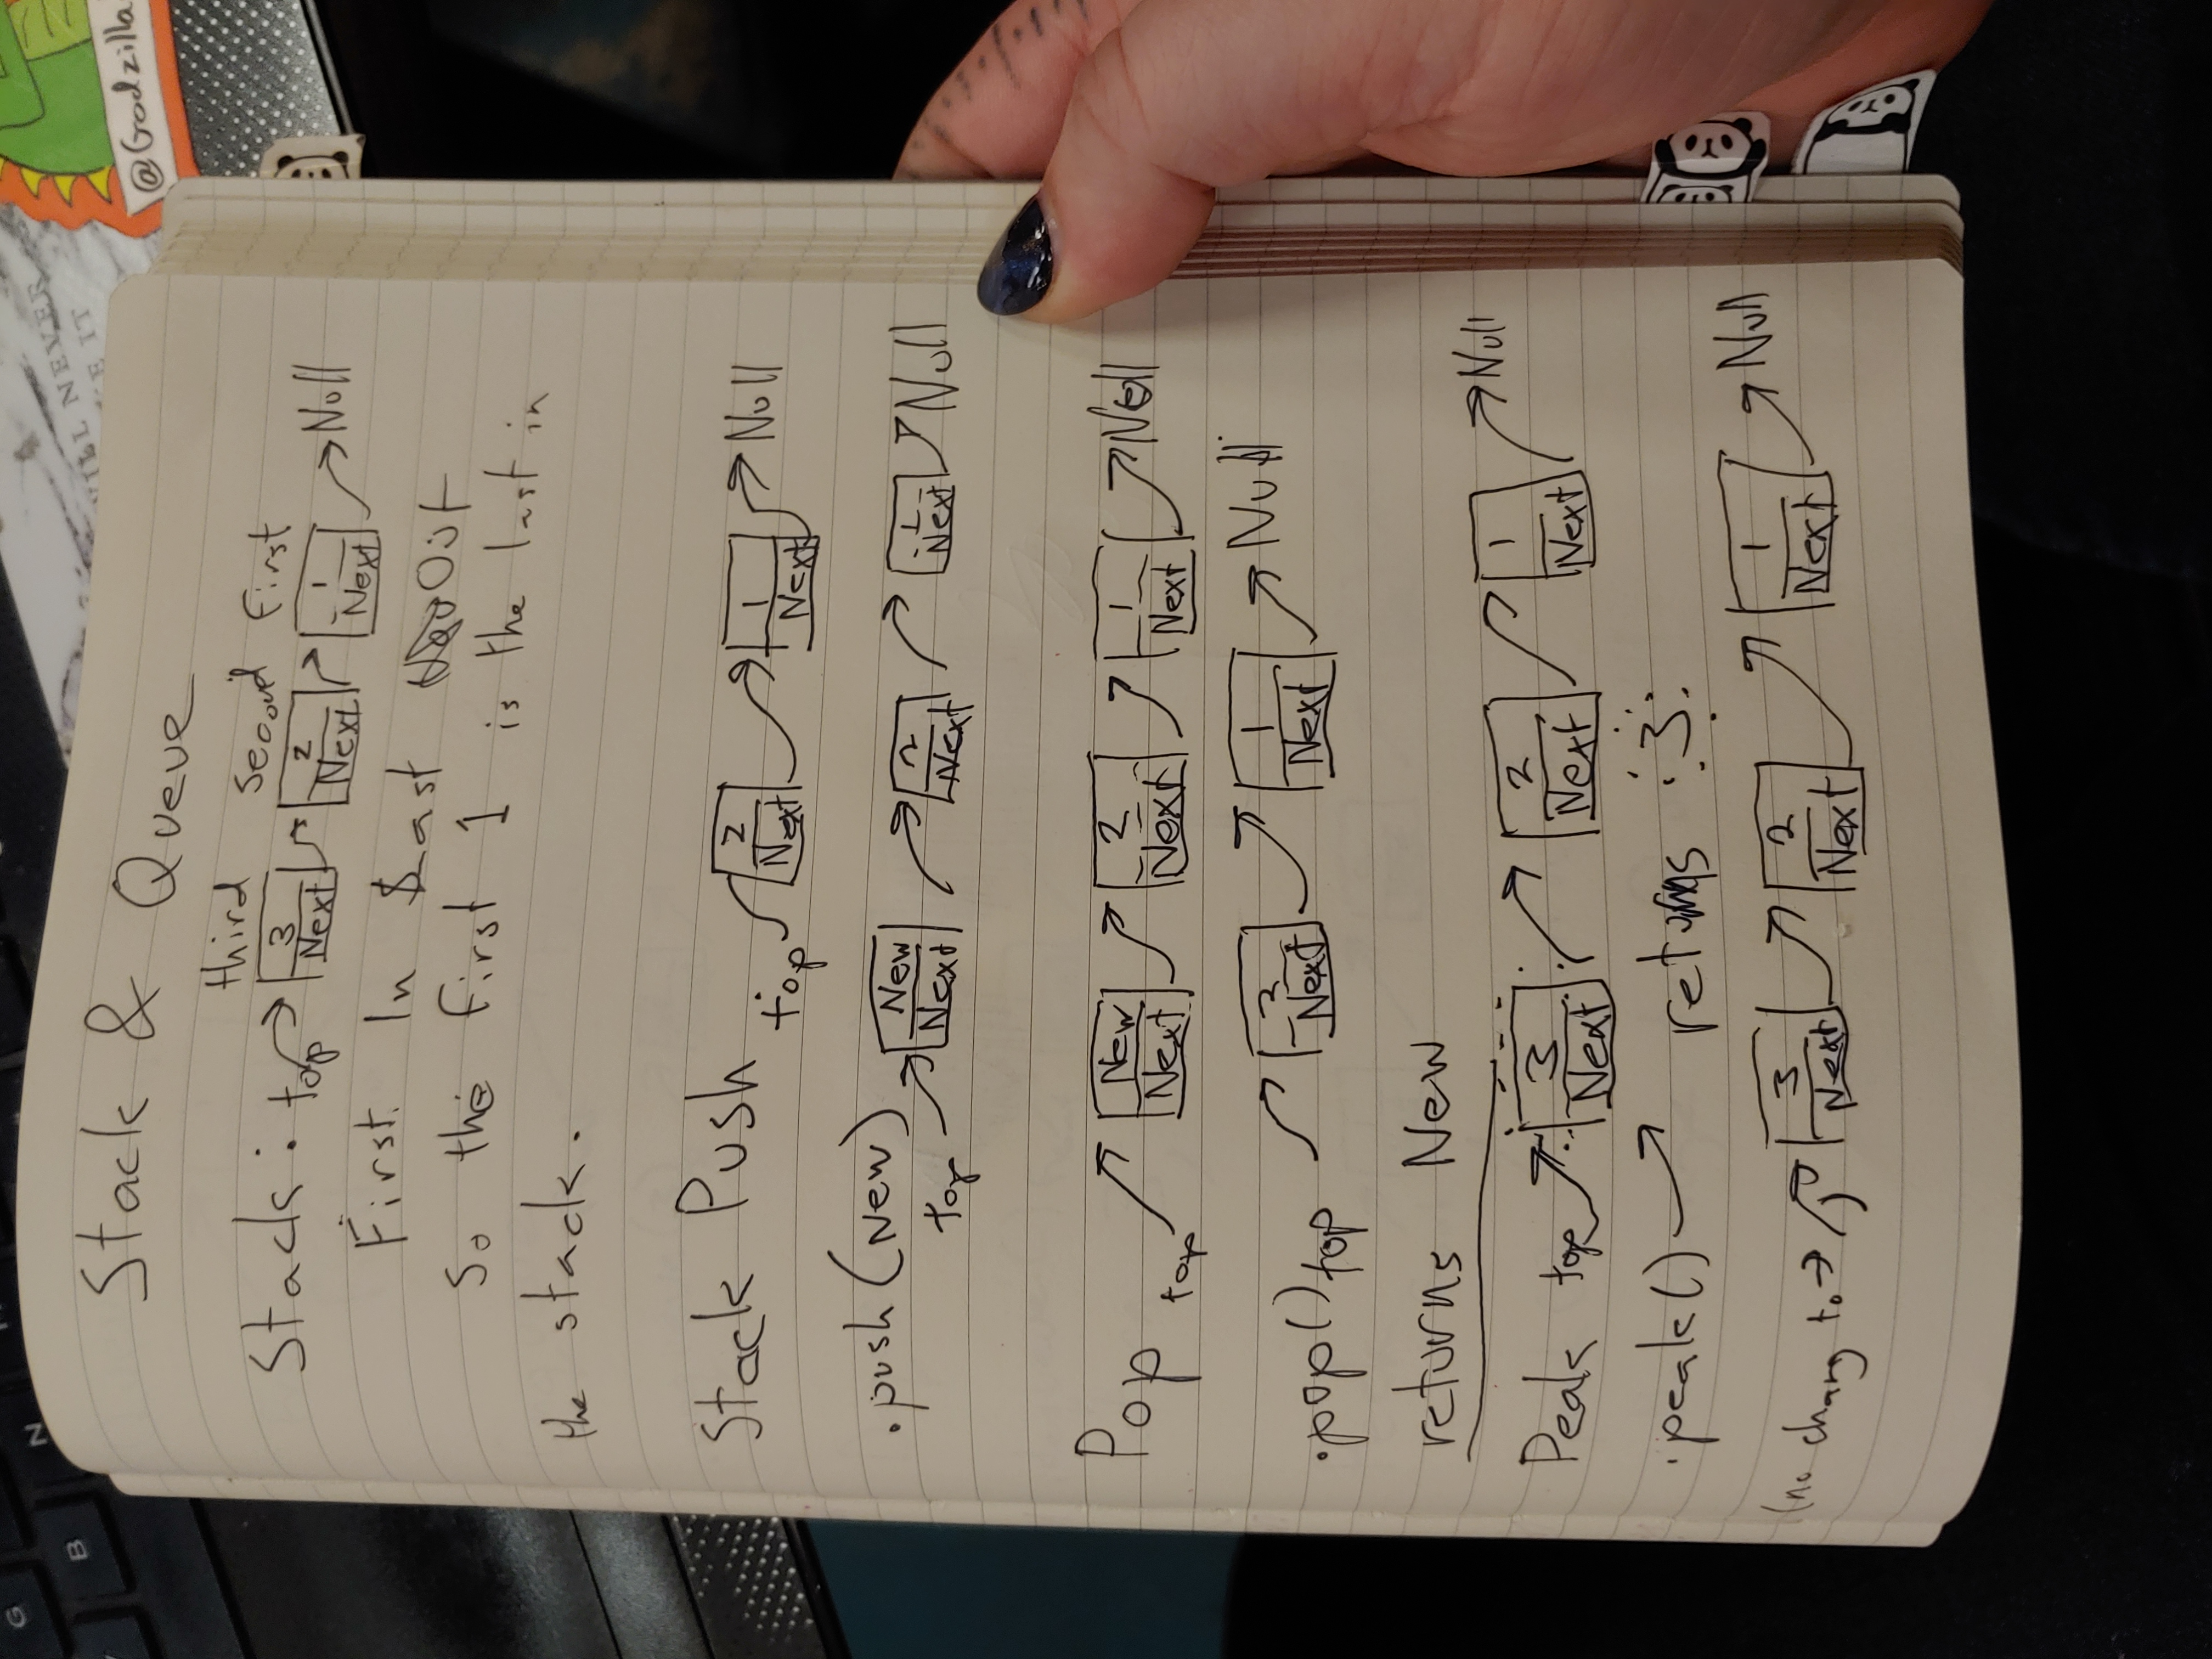 G
N
B
VILL NEVER
E IT
@Godzilla
Stack & Queue
third second first
Stack: top 3 2 1 Null
Next Next Next
First In Last Out
So the first 1 is the last in
the stack.
Stack Push top 2 1 Null
Next Next
.push(New)
top New 2 1 Null
Next Next Next
Pop top New 2 1 Null
Next Next Next
.pop() top 2 1 Null
Next Next
returns New
Peak top 3 2 1 Null
Next Next Next
.peak() returns 3
(no chang to 3 2 1 Null
Next Next Next